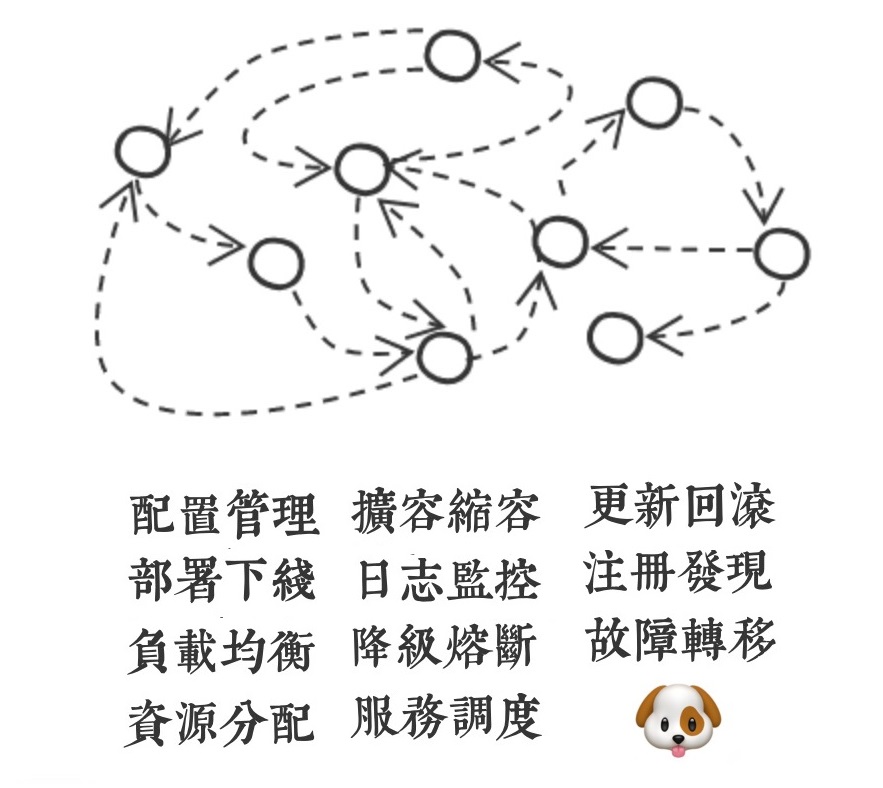 配置管理 擴容縮容 更新回滾
部署下綫 日志監控 注冊發現
負載均衡 降級熔斷 故障轉移
資源分配 服務調度